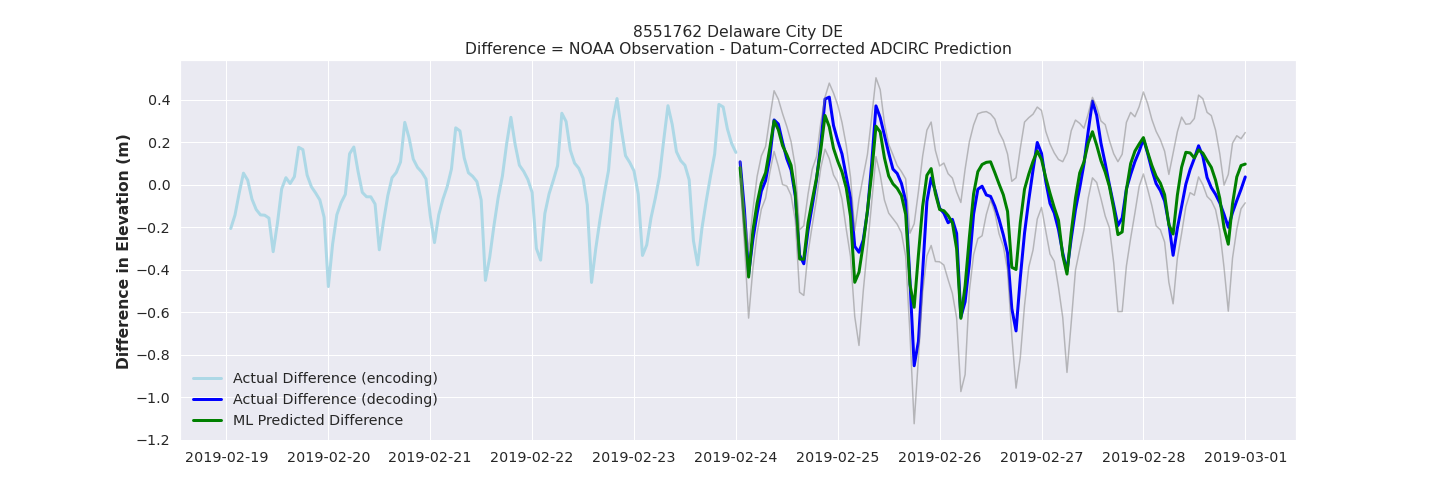 8551762 Delaware City DE
Difference = NOAA Observation - Datum-Corrected ADCIRC Prediction
Difference in Elevation (m)
0.4
0.2
0.0
−0.2
−0.4
−0.6
−0.8
−1.0
−1.2
Actual Difference (encoding)
Actual Difference (decoding)
ML Predicted Difference
2019-02-19 2019-02-20 2019-02-21 2019-02-22 2019-02-23 2019-02-24 2019-02-25 2019-02-26 2019-02-27 2019-02-28 2019-03-01